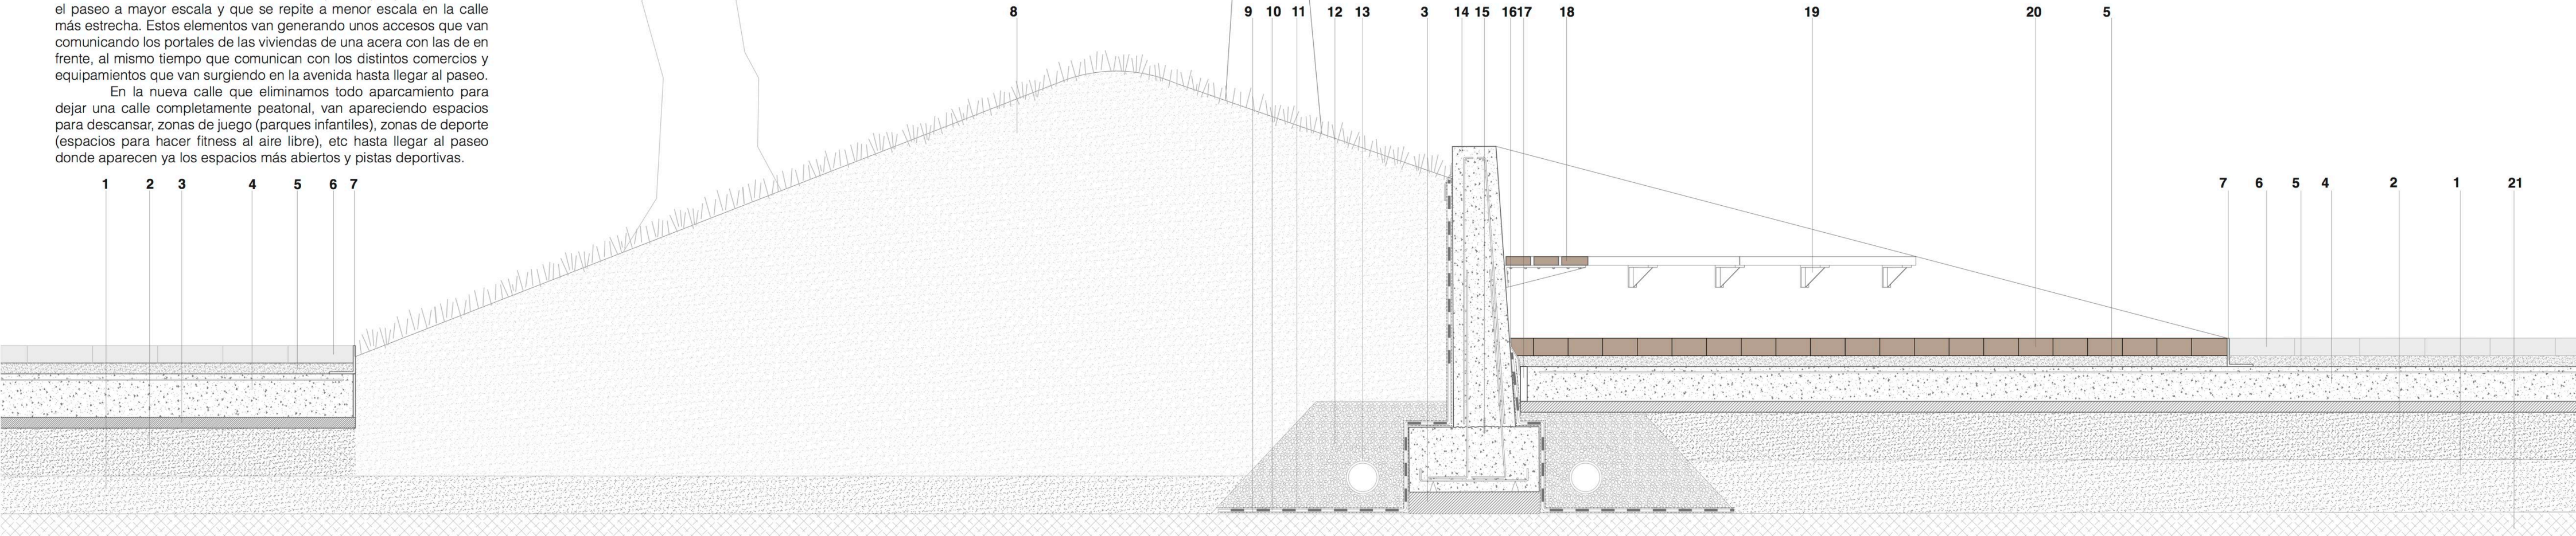 el paseo a mayor escala y que se repite a menor escala en la calle
más estrecha. Estos elementos van generando unos accesos que van
comunicando los portales de las viviendas de una acera con las de en
frente, al mismo tiempo que comunican con los distintos comercios y
equipamientos que van surgiendo en la avenida hasta llegar al paseo.
En la nueva calle que eliminamos todo aparcamiento para
dejar una calle completamente peatonal, van apareciendo espacios
para descansar, zonas de juego (parques infantiles), zonas de deporte
(espacios para hacer fitness al aire libre), etc hasta llegar al paseo
donde aparecen ya los espacios más abiertos y pistas deportivas.
8 9 10 11 12 13 3 14 15 16 17 18 19 20 5
1 2 3 4 5 6 7
7 6 5 4 2 1 21